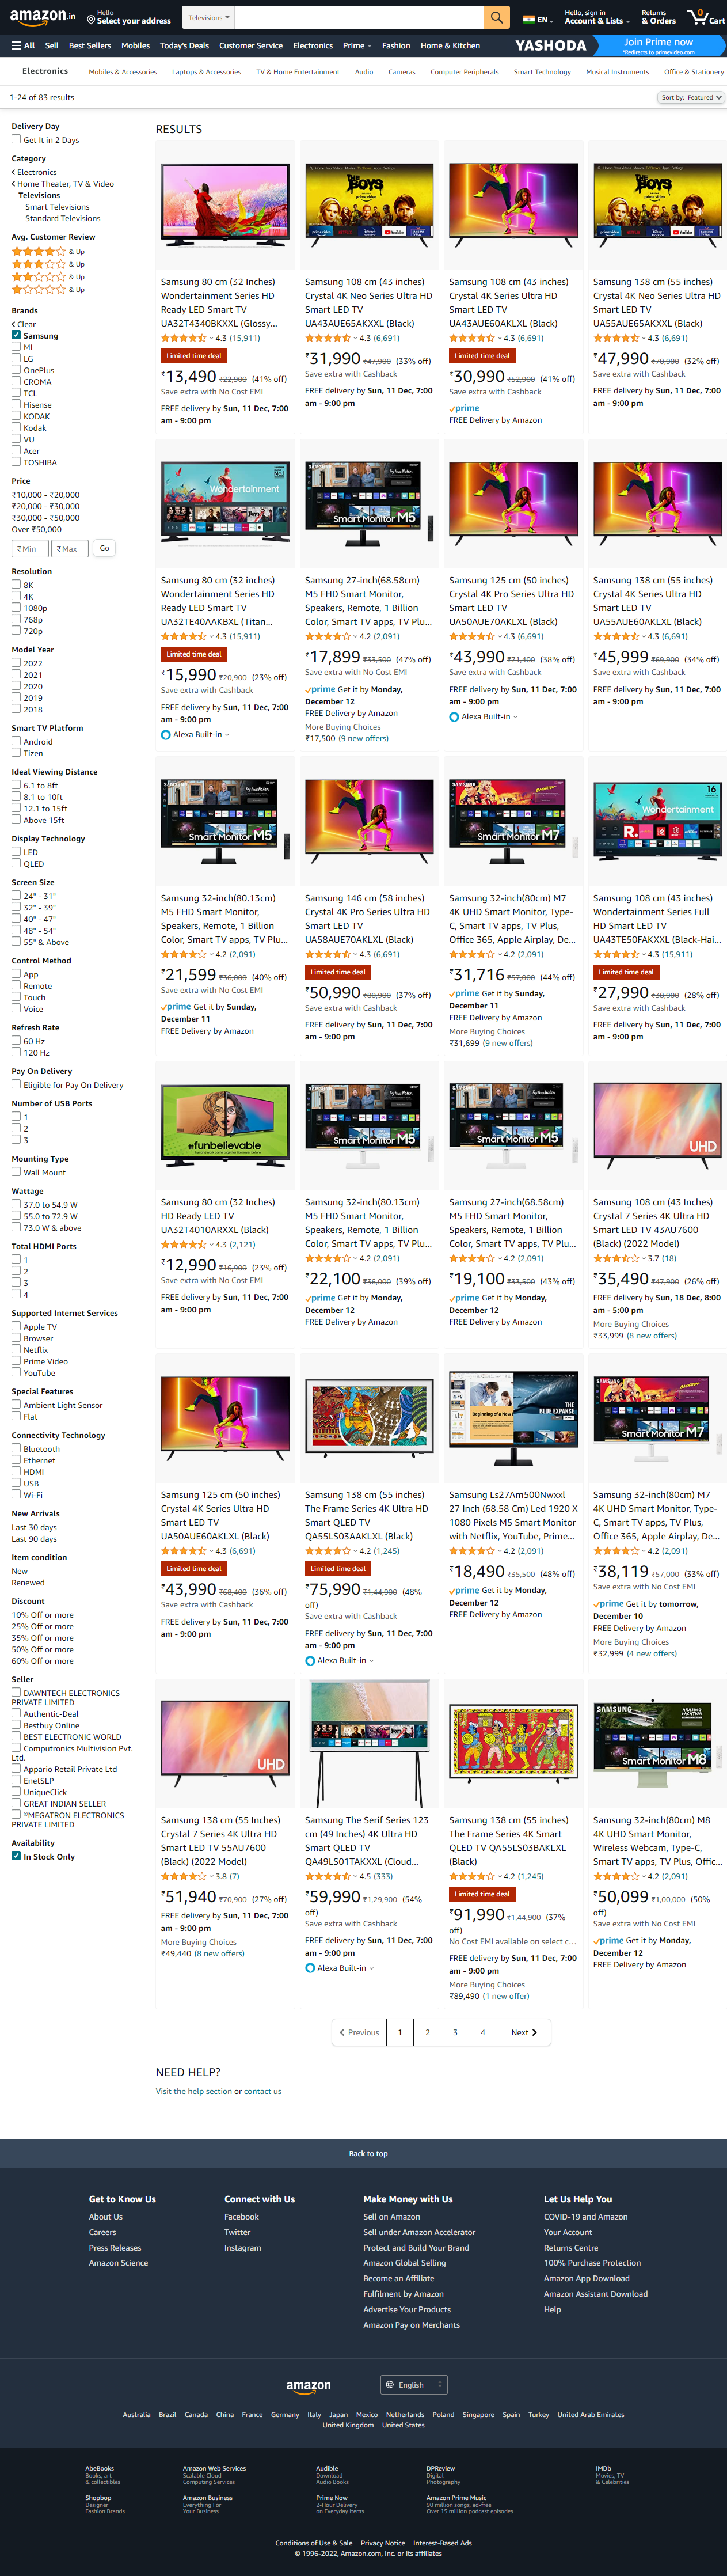 amazon.in
Hello
Select your address
Televisions
EN
Hello, sign in
Account & Lists
Returns
& Orders
0
Cart
All Sell Best Sellers Mobiles Today's Deals Customer Service Electronics Prime Fashion Home & Kitchen
YASHODA
Join Prime now
*Redirects to primevideo.com
Electronics Mobiles & Accessories Laptops & Accessories TV & Home Entertainment Audio Cameras Computer Peripherals Smart Technology Musical Instruments Office & Stationery
1-24 of 83 results
Sort by: Featured
Delivery Day
Get It in 2 Days
Category
Electronics
Home Theater, TV & Video
Televisions
Smart Televisions
Standard Televisions
Avg. Customer Review
& Up
& Up
& Up
& Up
Brands
Clear
Samsung
MI
LG
OnePlus
CROMA
TCL
Hisense
KODAK
Kodak
VU
Acer
TOSHIBA
Price
₹10,000 - ₹20,000
₹20,000 - ₹30,000
₹30,000 - ₹50,000
Over ₹50,000
₹ Min ₹ Max Go
Resolution
8K
4K
1080p
768p
720p
Model Year
2022
2021
2020
2019
2018
Smart TV Platform
Android
Tizen
Ideal Viewing Distance
6.1 to 8ft
8.1 to 10ft
12.1 to 15ft
Above 15ft
Display Technology
LED
QLED
Screen Size
24" - 31"
32" - 39"
40" - 47"
48" - 54"
55" & Above
Control Method
App
Remote
Touch
Voice
Refresh Rate
60 Hz
120 Hz
Pay On Delivery
Eligible for Pay On Delivery
Number of USB Ports
1
2
3
Mounting Type
Wall Mount
Wattage
37.0 to 54.9 W
55.0 to 72.9 W
73.0 W & above
Total HDMI Ports
1
2
3
4
Supported Internet Services
Apple TV
Browser
Netflix
Prime Video
YouTube
Special Features
Ambient Light Sensor
Flat
Connectivity Technology
Bluetooth
Ethernet
HDMI
USB
Wi-Fi
New Arrivals
Last 30 days
Last 90 days
Item condition
New
Renewed
Discount
10% Off or more
25% Off or more
35% Off or more
50% Off or more
60% Off or more
Seller
DAWNTECH ELECTRONICS
PRIVATE LIMITED
Authentic-Deal
Bestbuy Online
BEST ELECTRONIC WORLD
Computronics Multivision Pvt.
Ltd.
Appario Retail Private Ltd
EnetSLP
UniqueClick
GREAT INDIAN SELLER
®MEGATRON ELECTRONICS
PRIVATE LIMITED
Availability
In Stock Only
RESULTS
Samsung 80 cm (32 Inches)
Wondertainment Series HD
Ready LED Smart TV
UA32T4340BKXXL (Glossy...
4.3 (15,911)
Limited time deal
₹13,490 ₹22,900 (41% off)
Save extra with No Cost EMI
FREE delivery by Sun, 11 Dec, 7:00
am - 9:00 pm
THE BOYS
Samsung 108 cm (43 inches)
Crystal 4K Neo Series Ultra HD
Smart LED TV
UA43AUE65AKXXL (Black)
4.3 (6,691)
₹31,990 ₹47,900 (33% off)
Save extra with Cashback
FREE delivery by Sun, 11 Dec, 7:00
am - 9:00 pm
Samsung 108 cm (43 inches)
Crystal 4K Series Ultra HD
Smart LED TV
UA43AUE60AKLXL (Black)
4.3 (6,691)
Limited time deal
₹30,990 ₹52,900 (41% off)
Save extra with Cashback
prime
FREE Delivery by Amazon
THE BOYS
Samsung 138 cm (55 inches)
Crystal 4K Neo Series Ultra HD
Smart LED TV
UA55AUE65AKXXL (Black)
4.3 (6,691)
₹47,990 ₹70,900 (32% off)
Save extra with Cashback
FREE delivery by Sun, 11 Dec, 7:00
am - 9:00 pm
Wondertainment
Samsung 80 cm (32 inches)
Wondertainment Series HD
Ready LED Smart TV
UA32TE40AAKBXL (Titan...
4.3 (15,911)
Limited time deal
₹15,990 ₹20,900 (23% off)
Save extra with Cashback
FREE delivery by Sun, 11 Dec, 7:00
am - 9:00 pm
Alexa Built-in
Smart Monitor M5
Samsung 27-inch(68.58cm)
M5 FHD Smart Monitor,
Speakers, Remote, 1 Billion
Color, Smart TV apps, TV Plu...
4.2 (2,091)
₹17,899 ₹33,500 (47% off)
Save extra with No Cost EMI
prime Get it by Monday,
December 12
FREE Delivery by Amazon
More Buying Choices
₹17,500 (9 new offers)
Samsung 125 cm (50 inches)
Crystal 4K Pro Series Ultra HD
Smart LED TV
UA50AUE70AKLXL (Black)
4.3 (6,691)
₹43,990 ₹71,400 (38% off)
Save extra with Cashback
FREE delivery by Sun, 11 Dec, 7:00
am - 9:00 pm
Alexa Built-in
Samsung 138 cm (55 inches)
Crystal 4K Series Ultra HD
Smart LED TV
UA55AUE60AKLXL (Black)
4.3 (6,691)
₹45,999 ₹69,900 (34% off)
Save extra with Cashback
FREE delivery by Sun, 11 Dec, 7:00
am - 9:00 pm
Smart Monitor M5
Samsung 32-inch(80.13cm)
M5 FHD Smart Monitor,
Speakers, Remote, 1 Billion
Color, Smart TV apps, TV Plu...
4.2 (2,091)
₹21,599 ₹36,000 (40% off)
Save extra with No Cost EMI
prime Get it by Sunday,
December 11
FREE Delivery by Amazon
Samsung 146 cm (58 inches)
Crystal 4K Pro Series Ultra HD
Smart LED TV
UA58AUE70AKLXL (Black)
4.3 (6,691)
Limited time deal
₹50,990 ₹80,900 (37% off)
Save extra with Cashback
FREE delivery by Sun, 11 Dec, 7:00
am - 9:00 pm
SAMSUNG
Smart Monitor M7
Samsung 32-inch(80cm) M7
4K UHD Smart Monitor, Type-
C, Smart TV apps, TV Plus,
Office 365, Apple Airplay, De...
4.2 (2,091)
₹31,716 ₹57,000 (44% off)
prime Get it by Sunday,
December 11
FREE Delivery by Amazon
More Buying Choices
₹31,699 (9 new offers)
16
Wondertainment
Samsung 108 cm (43 inches)
Wondertainment Series Full
HD Smart LED TV
UA43TE50FAKXXL (Black-Hai...
4.3 (15,911)
Limited time deal
₹27,990 ₹38,900 (28% off)
Save extra with Cashback
FREE delivery by Sun, 11 Dec, 7:00
am - 9:00 pm
#funbelievable
Samsung 80 cm (32 Inches)
HD Ready LED TV
UA32T4010ARXXL (Black)
4.3 (2,121)
₹12,990 ₹16,900 (23% off)
Save extra with No Cost EMI
FREE delivery by Sun, 11 Dec, 7:00
am - 9:00 pm
Smart Monitor M5
Samsung 32-inch(80.13cm)
M5 FHD Smart Monitor,
Speakers, Remote, 1 Billion
Color, Smart TV apps, TV Plu...
4.2 (2,091)
₹22,100 ₹36,000 (39% off)
prime Get it by Monday,
December 12
FREE Delivery by Amazon
Smart Monitor M5
Samsung 27-inch(68.58cm)
M5 FHD Smart Monitor,
Speakers, Remote, 1 Billion
Color, Smart TV apps, TV Plu...
4.2 (2,091)
₹19,100 ₹33,500 (43% off)
prime Get it by Monday,
December 12
FREE Delivery by Amazon
UHD
Samsung 108 cm (43 Inches)
Crystal 7 Series 4K Ultra HD
Smart LED TV 43AU7600
(Black) (2022 Model)
3.7 (18)
₹35,490 ₹47,900 (26% off)
FREE delivery by Sun, 18 Dec, 8:00
am - 5:00 pm
More Buying Choices
₹33,999 (8 new offers)
Samsung 125 cm (50 inches)
Crystal 4K Series Ultra HD
Smart LED TV
UA50AUE60AKLXL (Black)
4.3 (6,691)
Limited time deal
₹43,990 ₹68,400 (36% off)
Save extra with Cashback
FREE delivery by Sun, 11 Dec, 7:00
am - 9:00 pm
Samsung 138 cm (55 inches)
The Frame Series 4K Ultra HD
Smart QLED TV
QA55LS03AAKLXL (Black)
4.2 (1,245)
Limited time deal
₹75,990 ₹1,44,900 (48%
off)
Save extra with Cashback
FREE delivery by Sun, 11 Dec, 7:00
am - 9:00 pm
Alexa Built-in
Beginning of a New
THE
BLUE EXPANSE
Samsung Ls27Am500Nwxxl
27 Inch (68.58 Cm) Led 1920 X
1080 Pixels M5 Smart Monitor
with Netflix, YouTube, Prime...
4.2 (2,091)
₹18,490 ₹35,500 (48% off)
prime Get it by Monday,
December 12
FREE Delivery by Amazon
SAMSUNG
Smart Monitor M7
Samsung 32-inch(80cm) M7
4K UHD Smart Monitor, Type-
C, Smart TV apps, TV Plus,
Office 365, Apple Airplay, De...
4.2 (2,091)
₹38,119 ₹57,000 (33% off)
Save extra with No Cost EMI
prime Get it by tomorrow,
December 10
FREE Delivery by Amazon
More Buying Choices
₹32,999 (4 new offers)
UHD
Samsung 138 cm (55 Inches)
Crystal 7 Series 4K Ultra HD
Smart LED TV 55AU7600
(Black) (2022 Model)
3.8 (7)
₹51,940 ₹70,900 (27% off)
FREE delivery by Sun, 11 Dec, 7:00
am - 9:00 pm
More Buying Choices
₹49,440 (8 new offers)
Samsung The Serif Series 123
cm (49 Inches) 4K Ultra HD
Smart QLED TV
QA49LS01TAKXXL (Cloud...
4.5 (333)
₹59,990 ₹1,29,900 (54%
off)
Save extra with Cashback
FREE delivery by Sun, 11 Dec, 7:00
am - 9:00 pm
Alexa Built-in
Samsung 138 cm (55 inches)
The Frame Series 4K Smart
QLED TV QA55LS03BAKLXL
(Black)
4.2 (1,245)
Limited time deal
₹91,990 ₹1,44,900 (37%
off)
No Cost EMI available on select c...
FREE delivery by Sun, 11 Dec, 7:00
am - 9:00 pm
More Buying Choices
₹89,490 (1 new offer)
SAMSUNG
Smart Monitor M8
Samsung 32-inch(80cm) M8
4K UHD Smart Monitor,
Wireless Webcam, Type-C,
Smart TV apps, TV Plus, Offic...
4.2 (2,091)
₹50,099 ₹1,00,000 (50%
off)
Save extra with No Cost EMI
prime Get it by Monday,
December 12
FREE Delivery by Amazon
Previous 1 2 3 4 Next
NEED HELP?
Visit the help section or contact us
Back to top
Get to Know Us
About Us
Careers
Press Releases
Amazon Science
Connect with Us
Facebook
Twitter
Instagram
Make Money with Us
Sell on Amazon
Sell under Amazon Accelerator
Protect and Build Your Brand
Amazon Global Selling
Become an Affiliate
Fulfilment by Amazon
Advertise Your Products
Amazon Pay on Merchants
Let Us Help You
COVID-19 and Amazon
Your Account
Returns Centre
100% Purchase Protection
Amazon App Download
Amazon Assistant Download
Help
amazon
English
Australia Brazil Canada China France Germany Italy Japan Mexico Netherlands Poland Singapore Spain Turkey United Arab Emirates
United Kingdom United States
AbeBooks
Books, art
& collectibles
Amazon Web Services
Scalable Cloud
Computing Services
Audible
Download
Audio Books
DPReview
Digital
Photography
IMDb
Movies, TV
& Celebrities
Shopbop
Designer
Fashion Brands
Amazon Business
Everything For
Your Business
Prime Now
2-Hour Delivery
on Everyday Items
Amazon Prime Music
90 million songs, ad-free
Over 15 million podcast episodes
Conditions of Use & Sale Privacy Notice Interest-Based Ads
© 1996-2022, Amazon.com, Inc. or its affiliates